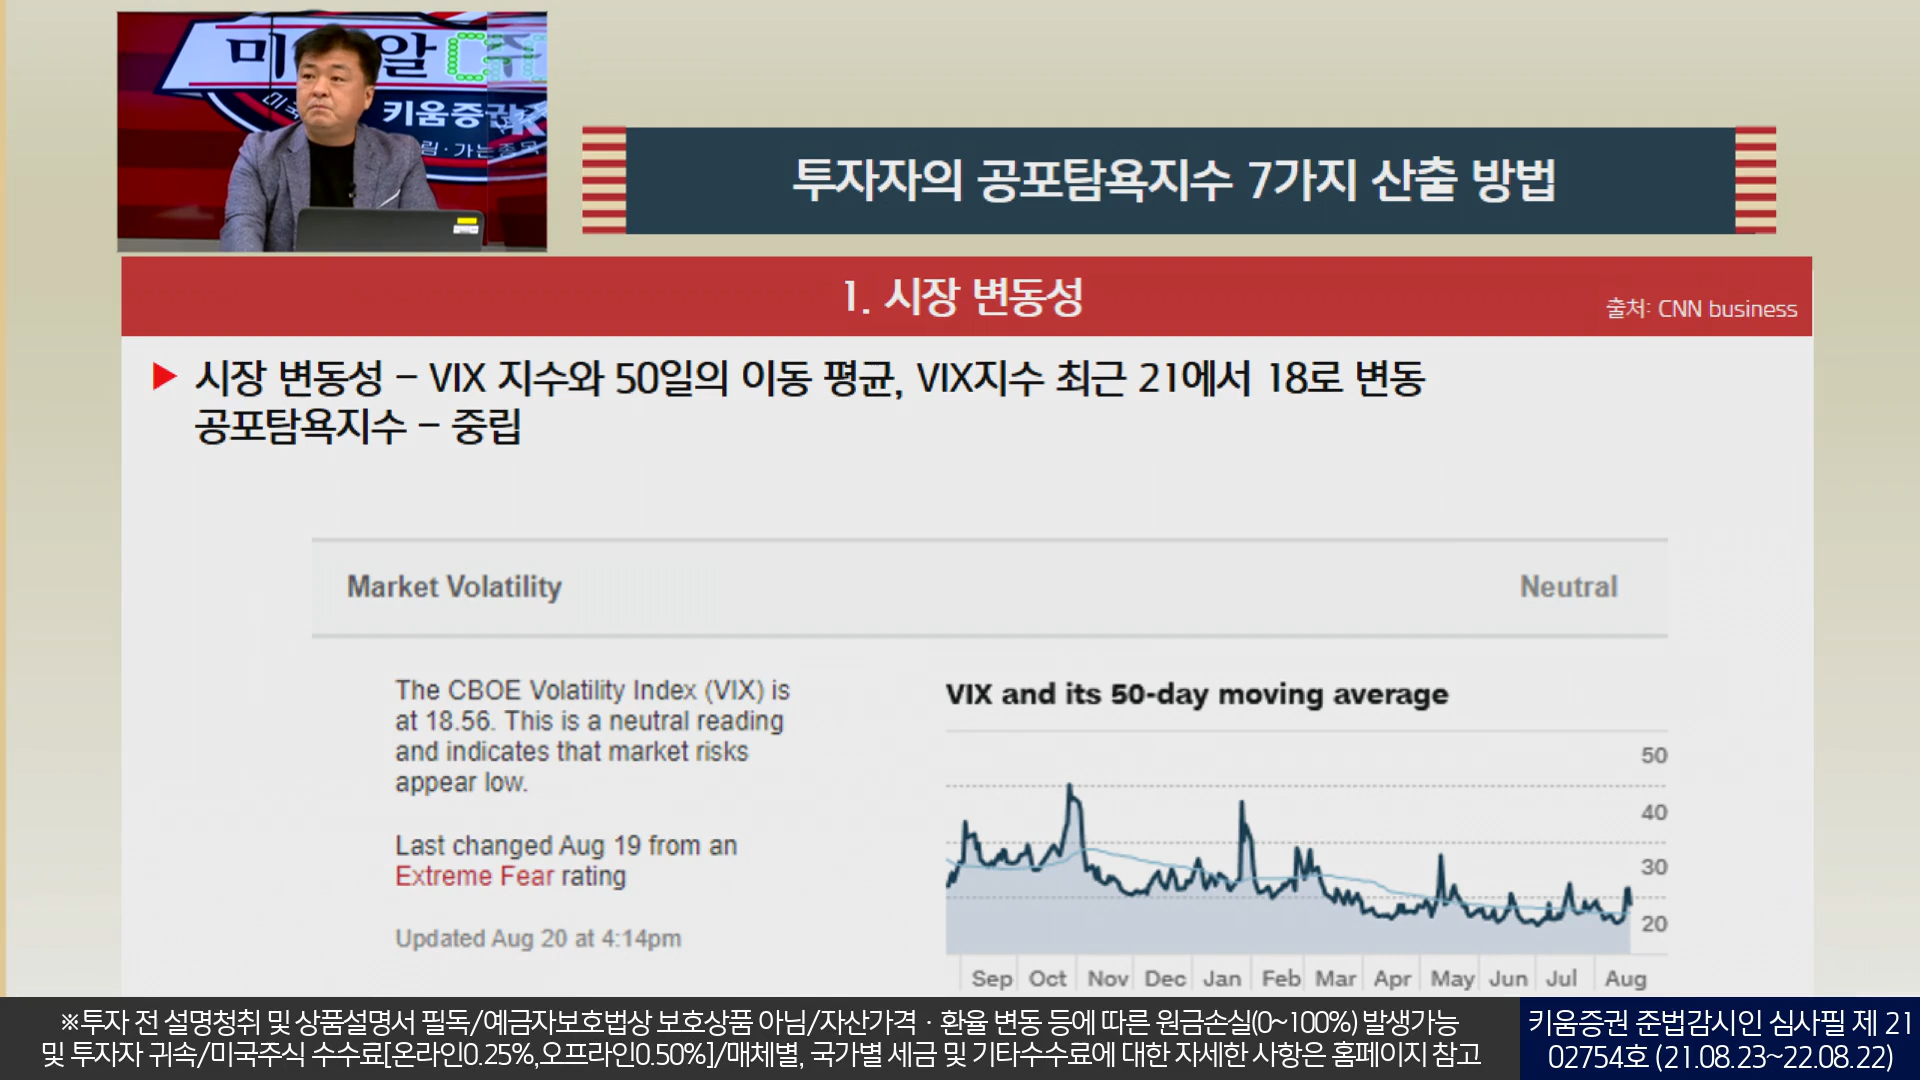 미 알
키움증권
투자자의 공포탐욕지수 7가지 산출 방법
1. 시장 변동성
출처: CNN business
▶ 시장 변동성 – VIX 지수와 50일의 이동 평균, VIX지수 최근 21에서 18로 변동
공포탐욕지수 – 중립
Market Volatility
Neutral
The CBOE Volatility Index (VIX) is
at 18.56. This is a neutral reading
and indicates that market risks
appear low.
Last changed Aug 19 from an
Extreme Fear rating
Updated Aug 20 at 4:14pm
VIX and its 50-day moving average
50
40
30
20
Sep Oct Nov Dec Jan Feb Mar Apr May Jun Jul Aug
※투자 전 설명청취 및 상품설명서 필독/예금자보호법상 보호상품 아님/자산가격·환율 변동 등에 따른 원금손실(0~100%) 발생가능
및 투자자 귀속/미국주식 수수료[온라인0.25%,오프라인0.50%]/매체별, 국가별 세금 및 기타수수료에 대한 자세한 사항은 홈페이지 참고
키움증권 준법감시인 심사필 제 21
02754호 (21.08.23~22.08.22)